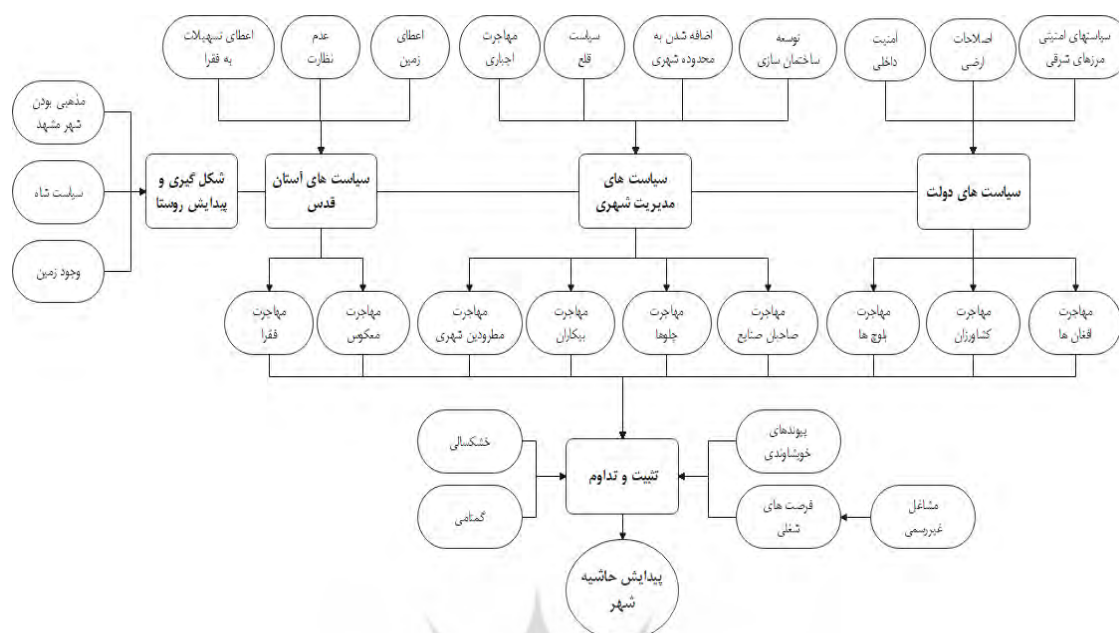 سیاستهای امنیتی
مرزهای شرقی
اصلاحات
ارضی
امنیت
داخلی
توسعه
ساختمان سازی
اضافه شدن به
محدوده شهری
سیاست
قلع
مهاجرت
اجباری
اعطای
زمین
عدم
نظارت
اعطای تسهیلات
به فقرا
مذهبی بودن
شهر مشهد
سیاست شاه
وجود زمین
سیاست های دولت
سیاست های
مدیریت شهری
سیاست های آستان
قدس
شکل گیری و
پیدایش روستا
مهاجرت
افغان ها
مهاجرت
کشاورزان
مهاجرت
بلوچ ها
مهاجرت
صاحبان صنایع
مهاجرت
چلوها
مهاجرت
بیکاران
مهاجرت
مطرودین شهری
مهاجرت
معکوس
مهاجرت
فقرا
پیوندهای
خویشاوندی
خشکسالی
تثبیت و تداوم
مشاغل
غیررسمی
فرصت های
شغلی
گمنامی
پیدایش حاشیه
شهر